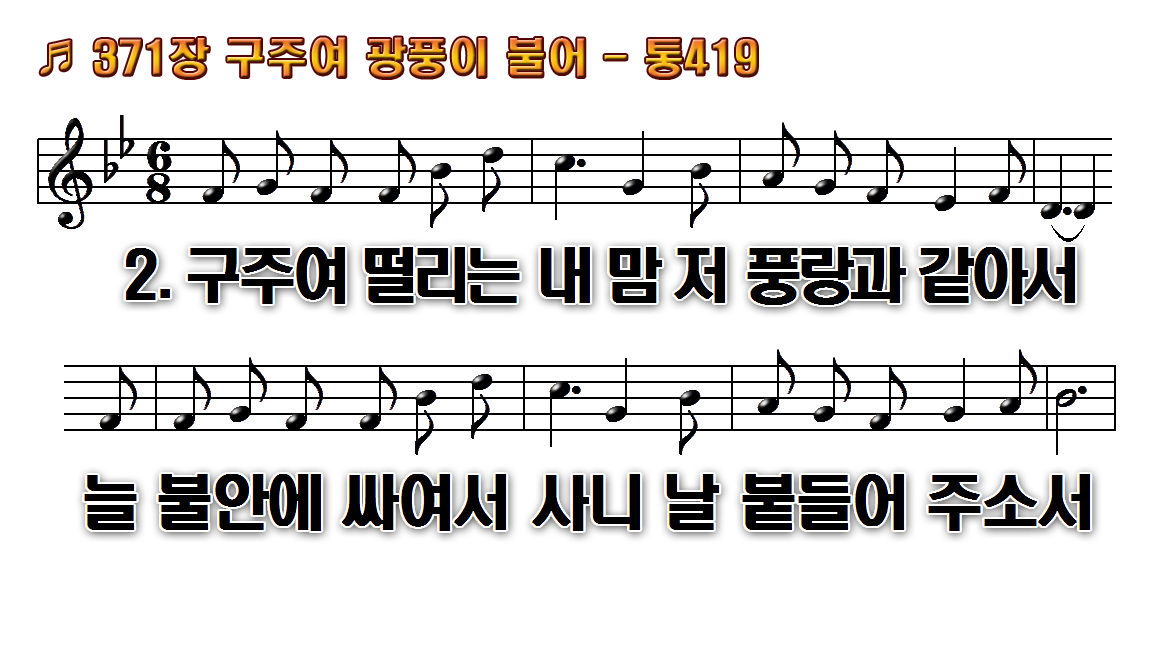 ♬ 371장 구주여 광풍이 불어 - 통419
6
8
2. 구주여 떨리는 내 맘 저 풍랑과 같아서
늘 불안에 싸여서 사니 날 붙들어 주소서